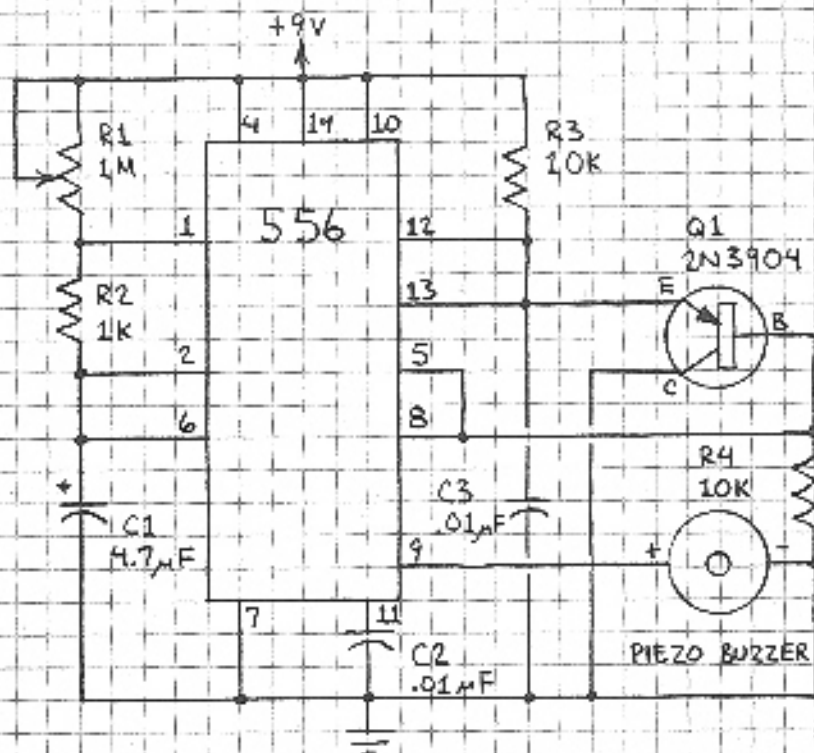 +9V
4 14 10
R1
1M
R3
10K
1
556
12
Q1
2N3904
E
13
R2
1K
B
2
5
C
6
8
R4
10K
+
C3
.01µF
C1
4.7µF
9
+
-
7
11
C2
.01µF
PIEZO BUZZER